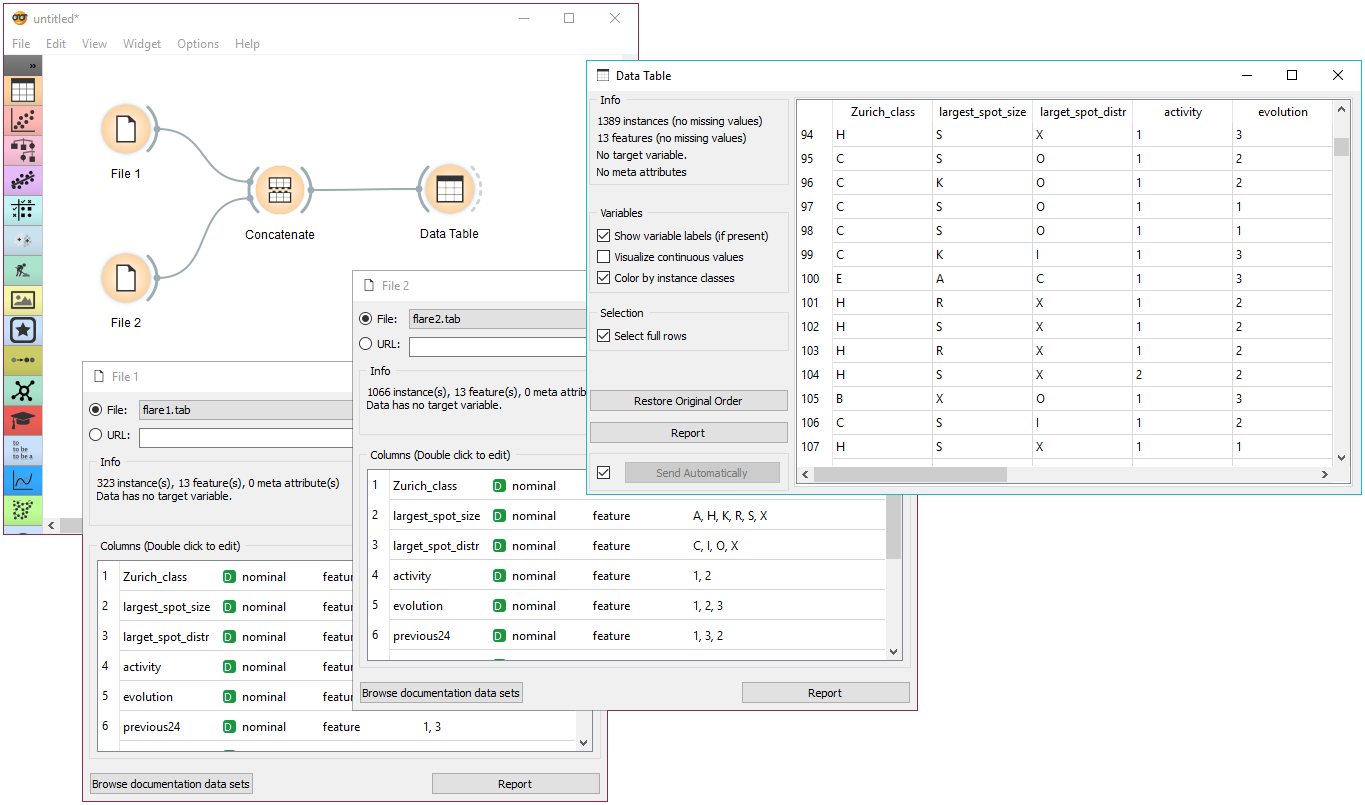 untitled*
File Edit View Widget Options Help
»
File 1
File 2
Concatenate
Data Table
to
to be
to be a
File 1
File: flare1.tab
URL:
Info
323 instance(s), 13 feature(s), 0 meta attribute(s)
Data has no target variable.
Columns (Double click to edit)
1 Zurich_class D nominal featur
2 largest_spot_size D nominal featur
3 larget_spot_distr D nominal featur
4 activity D nominal featur
5 evolution D nominal featur
6 previous24 D nominal feature 1, 3
Browse documentation data sets Report
File 2
File: flare2.tab
URL:
Info
1066 instance(s), 13 feature(s), 0 meta attrib
Data has no target variable.
Columns (Double click to edit)
1 Zurich_class D nominal
2 largest_spot_size D nominal feature A, H, K, R, S, X
3 larget_spot_distr D nominal feature C, I, O, X
4 activity D nominal feature 1, 2
5 evolution D nominal feature 1, 2, 3
6 previous24 D nominal feature 1, 3, 2
Browse documentation data sets Report
Data Table
Info
1389 instances (no missing values)
13 features (no missing values)
No target variable.
No meta attributes
Variables
Show variable labels (if present)
Visualize continuous values
Color by instance classes
Selection
Select full rows
Restore Original Order
Report
Send Automatically
Zurich_class largest_spot_size larget_spot_distr activity evolution
94 H S X 1 3
95 C S O 1 2
96 C K O 1 2
97 C S O 1 1
98 C S O 1 1
99 C K I 1 3
100 E A C 1 3
101 H R X 1 2
102 H S X 1 2
103 H R X 1 2
104 H S X 2 2
105 B X O 1 3
106 C S I 1 2
107 H S X 1 1